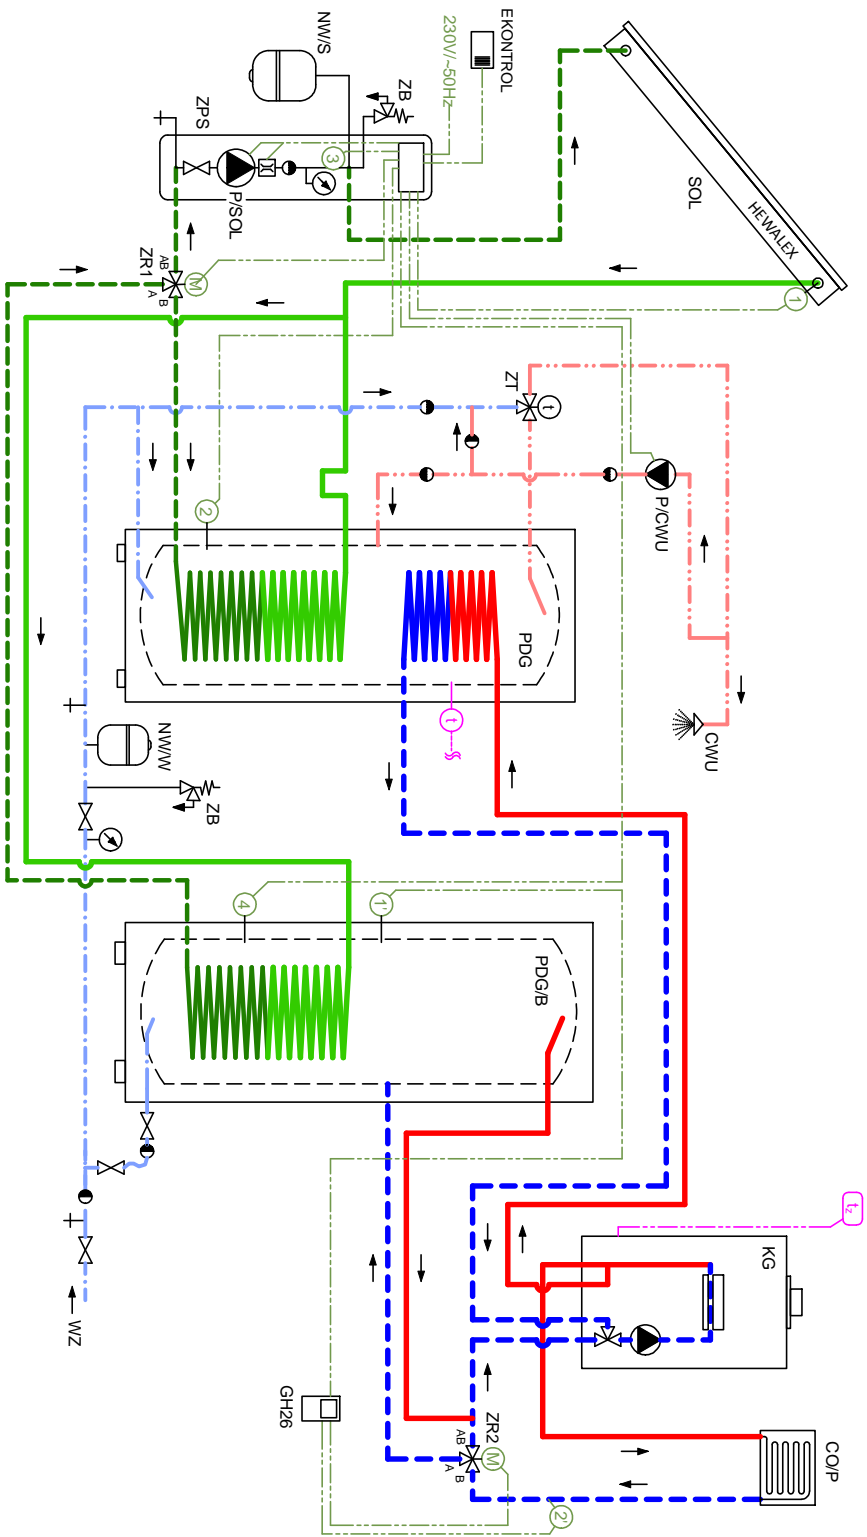 tz
CO/P
1
HEWALEX
KG
CWU
SOL
P/CWU
2'
t
PDG/B
PDG
ZT
EKONTROL
ZR2
M
AB
B
A
t
230V/~50Hz
ZB
1'
3
NW/S
GH26
4
P/SOL
ZB
2
ZPS
M
NW/W
AB
B
ZR1
A
WZ